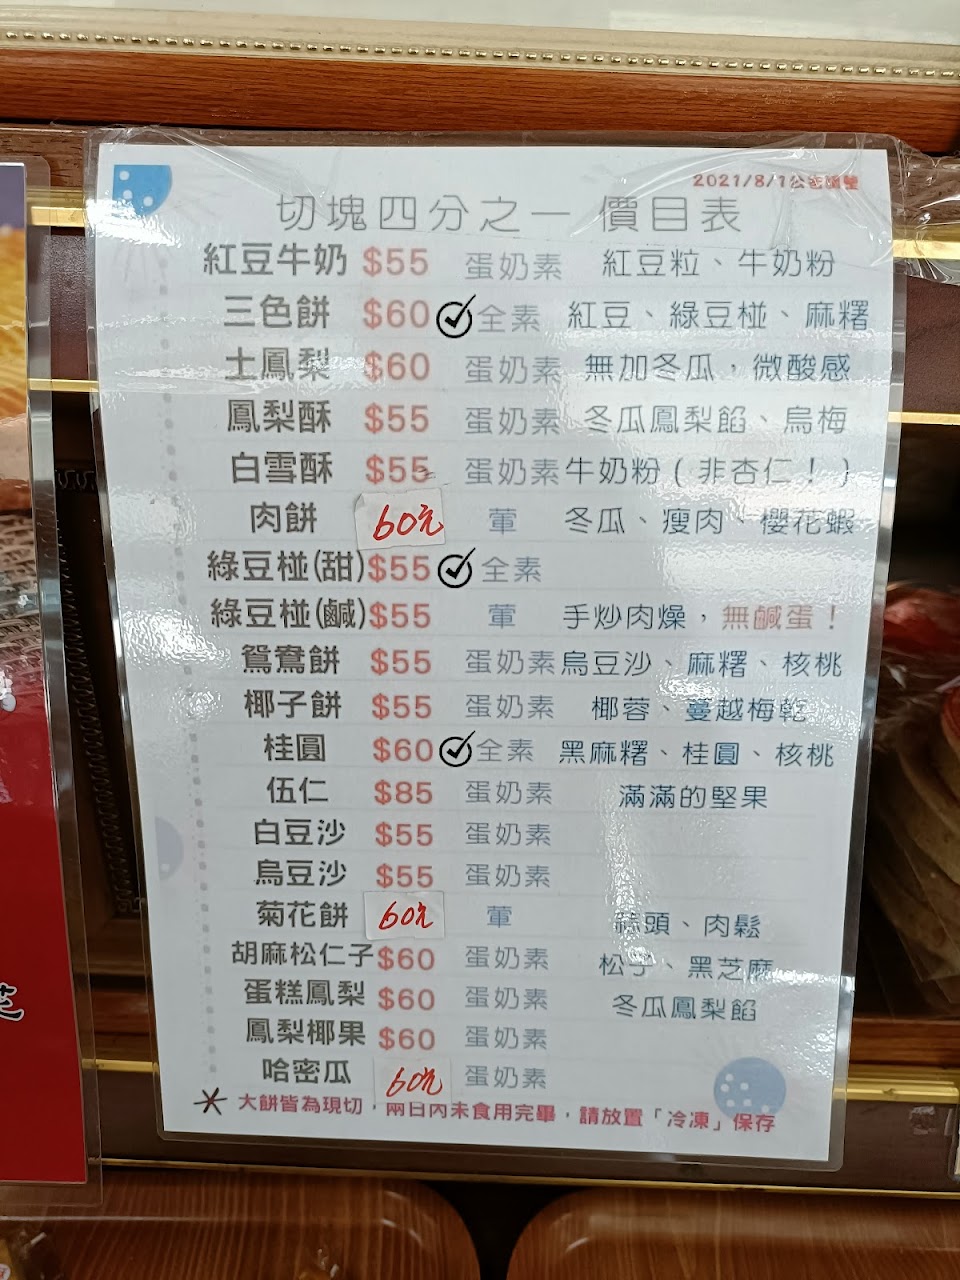 2021/8/1公告調整
切塊四分之一 價目表
紅豆牛奶 $55 蛋奶素 紅豆粒、牛奶粉
三色餅 $60 全素 紅豆、綠豆椪、麻糬
土鳳梨 $60 蛋奶素 無加冬瓜，微酸感
鳳梨酥 $55 蛋奶素 冬瓜鳳梨餡、烏梅
白雪酥 $55 蛋奶素 牛奶粉(非杏仁！)
肉餅 60元 葷 冬瓜、瘦肉、櫻花蝦
綠豆椪(甜) $55 全素
綠豆椪(鹹) $55 葷 手炒肉燥，無鹹蛋！
鴛鴦餅 $55 蛋奶素 烏豆沙、麻糬、核桃
椰子餅 $55 蛋奶素 椰蓉、蔓越梅乾
桂圓 $60 全素 黑麻糬、桂圓、核桃
伍仁 $85 蛋奶素 滿滿的堅果
白豆沙 $55 蛋奶素
烏豆沙 $55 蛋奶素
菊花餅 60元 葷 蒜頭、肉鬆
胡麻松仁子 $60 蛋奶素 松子、黑芝麻
蛋糕鳳梨 $60 蛋奶素 冬瓜鳳梨餡
鳳梨椰果 $60 蛋奶素
哈密瓜 60元 蛋奶素
大餅皆為現切，兩日內未食用完畢，請放置「冷凍」保存